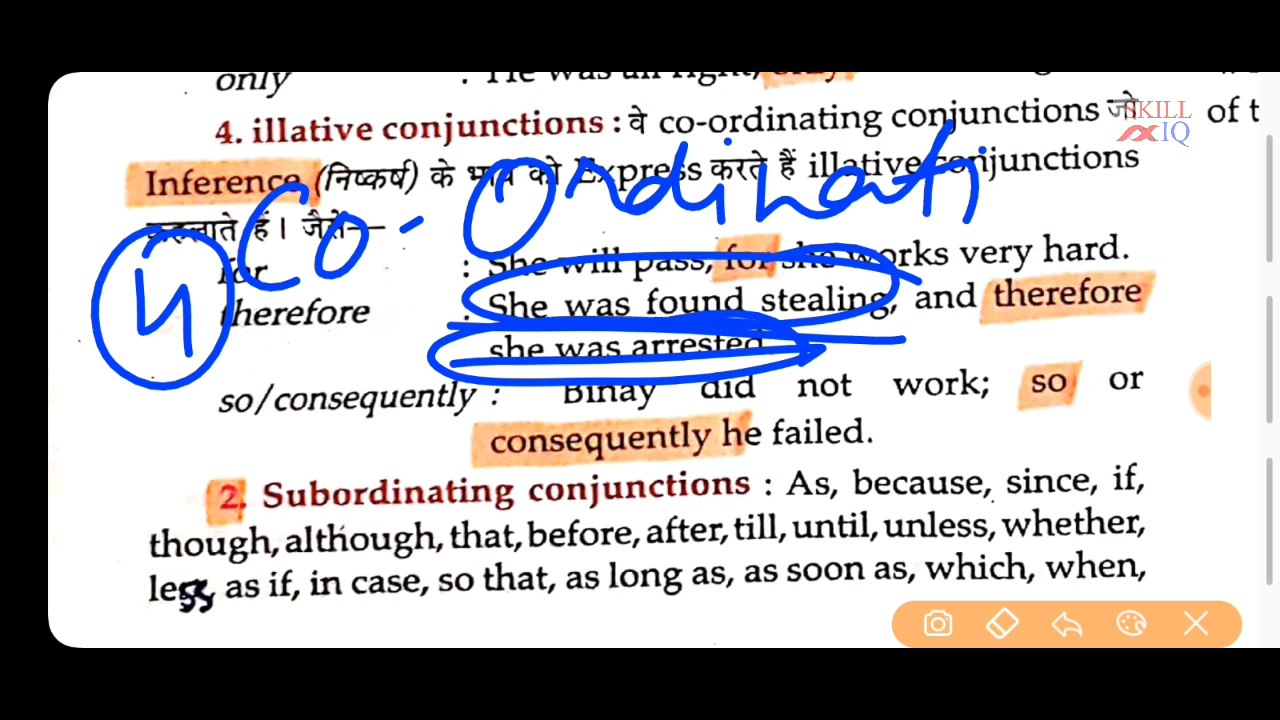 only : He was all right, only
SKILL
IQ
4. illative conjunctions : वे co-ordinating conjunctions जो of t
Inference (निष्कर्ष) के भाव को Express करते हैं illative conjunctions
कहलाते हैं। जैसे—
Co-Ordinati
4
for : She will pass, for she works very hard.
therefore : She was found stealing, and therefore
she was arrested
so/consequently : Binay did not work; so or
consequently he failed.
2. Subordinating conjunctions : As, because, since, if,
though, although, that, before, after, till, until, unless, whether,
less, as if, in case, so that, as long as, as soon as, which, when,